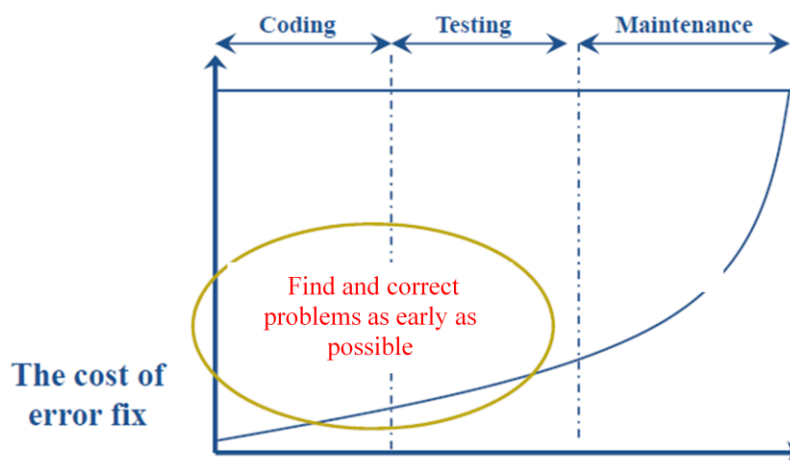 Coding
Testing
Maintenance
Find and correct
problems as early as
possible
The cost of
error fix